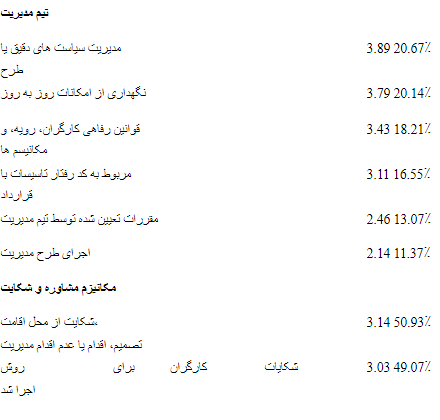 تیم مدیریت
مدیریت سیاست های دقیق یا 3.89 20.67٪
طرح
نگهداری از امکانات روز به روز 3.79 20.14٪
قوانین رفاهی کارگران، رویه، و 3.43 18.21٪
مکانیسم ها
مربوط به کد رفتار تاسیسات با 3.11 16.55٪
قرارداد
مقررات تعیین شده توسط تیم مدیریت 2.46 13.07٪
اجرای طرح مدیریت 2.14 11.37٪
مکانیزم مشاوره و شکایت
شکایت از محل اقامت، 3.14 50.93٪
تصمیم، اقدام یا عدم اقدام مدیریت
شکایات کارگران برای روش 3.03 49.07٪
اجرا شد